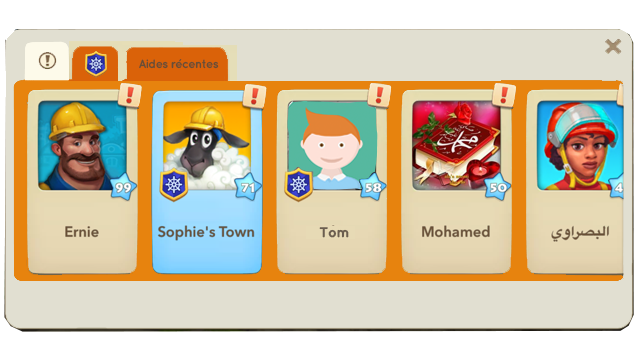 Aides récentes
99
71
58
50
Ernie
Sophie's Town
Tom
Mohamed
البصراوي